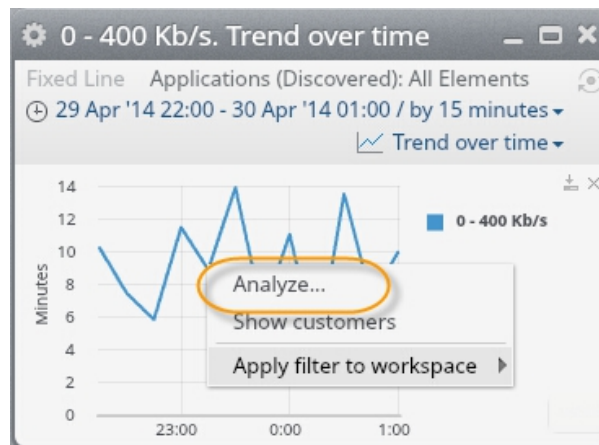 0 - 400 Kb/s. Trend over time
Fixed Line Applications (Discovered): All Elements
29 Apr '14 22:00 - 30 Apr '14 01:00 / by 15 minutes
Trend over time
14
12
10
8
6
4
2
0
Minutes
0 - 400 Kb/s
Analyze...
Show customers
Apply filter to workspace
23:00 0:00 1:00